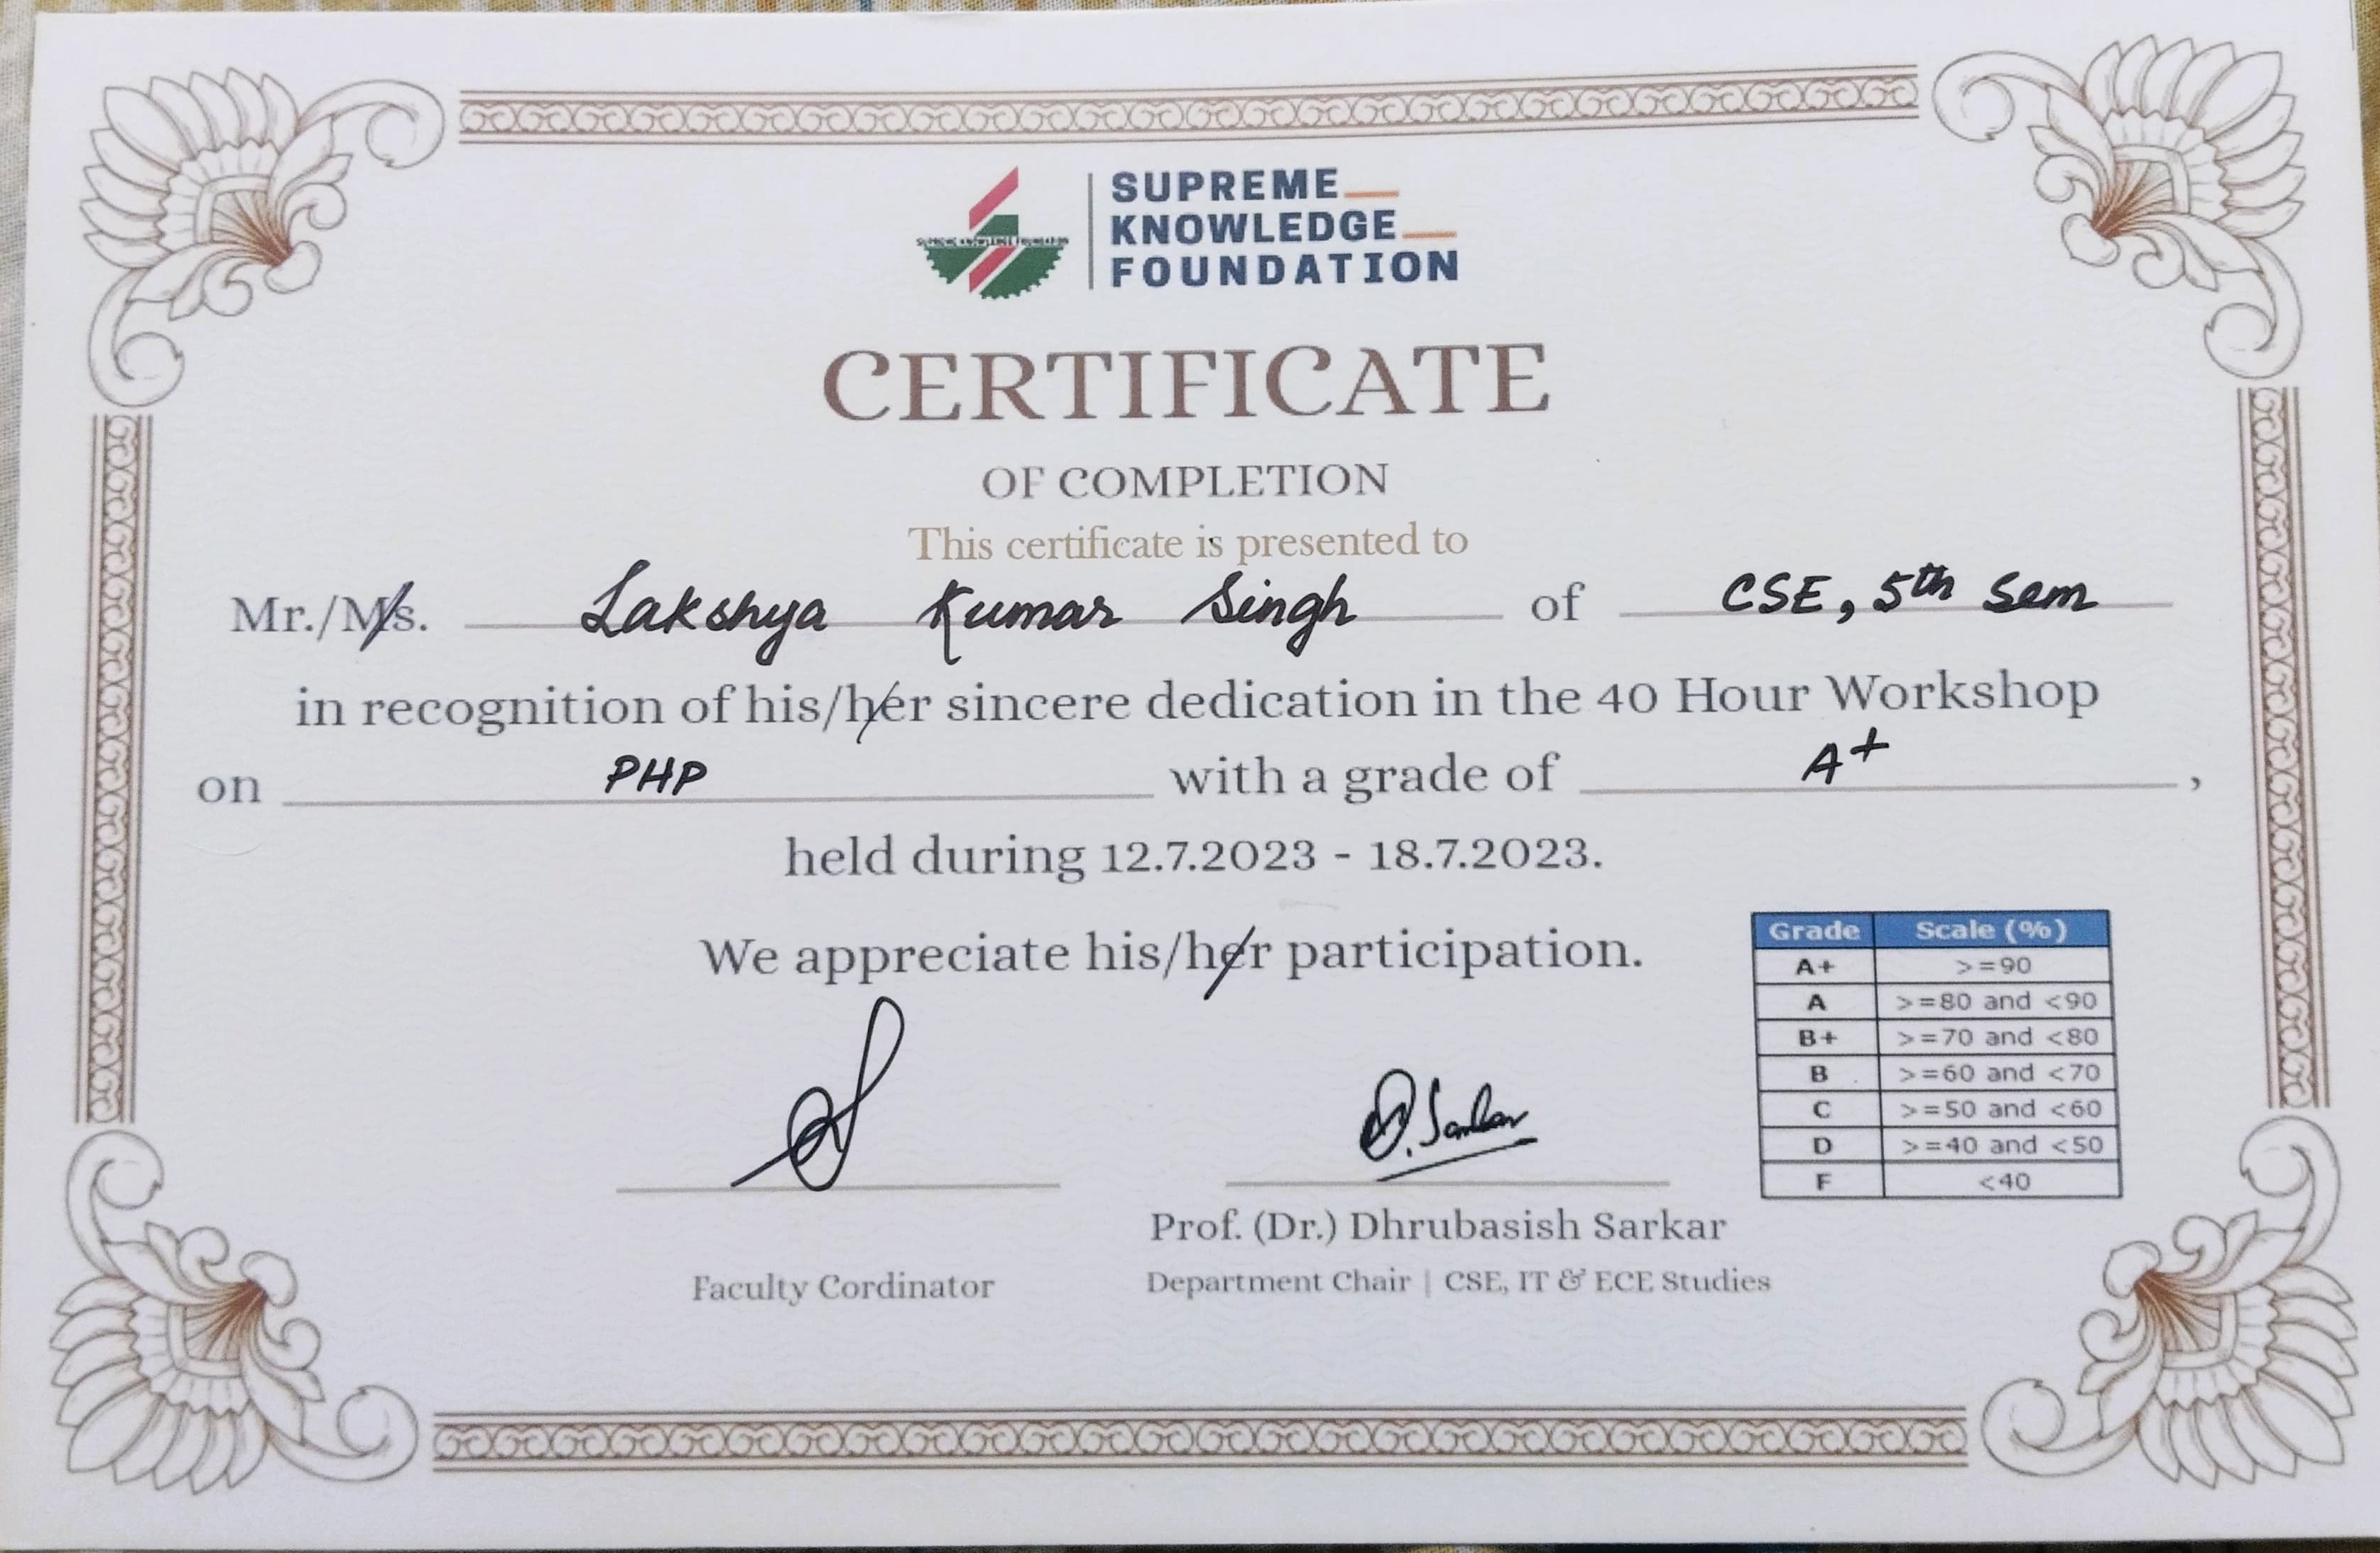 SUPREME KNOWLEDGE FOUNDATION
SUPREME
KNOWLEDGE
FOUNDATION
CERTIFICATE
OF COMPLETION
This certificate is presented to
Mr./Ms. Lakshya Kumar Singh of CSE, 5th Sem
in recognition of his/her sincere dedication in the 40 Hour Workshop
on PHP with a grade of A+ ,
held during 12.7.2023 - 18.7.2023.
We appreciate his/her participation.
Grade Scale (%)
A+ >=90
A >=80 and <90
B+ >=70 and <80
B >=60 and <70
C >=50 and <60
D >=40 and <50
F <40
D. Sarkar
Prof. (Dr.) Dhrubasish Sarkar
Faculty Cordinator
Department Chair | CSE, IT & ECE Studies